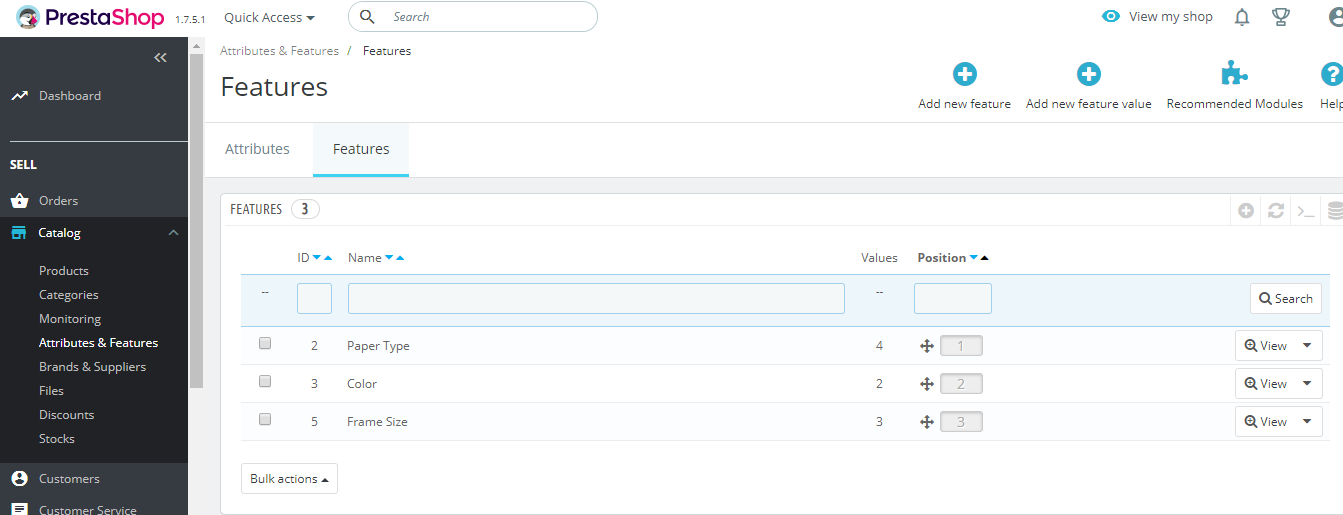 PrestaShop 1.7.5.1 Quick Access Search View my shop
Attributes & Features / Features
Features
Add new feature Add new feature value Recommended Modules Help
Dashboard
Attributes Features
SELL
Orders
Catalog
Products
Categories
Monitoring
Attributes & Features
Brands & Suppliers
Files
Discounts
Stocks
Customers
Customer Service
FEATURES 3
ID Name Values Position
-- -- Search
2 Paper Type 4 1 View
3 Color 2 2 View
5 Frame Size 3 3 View
Bulk actions